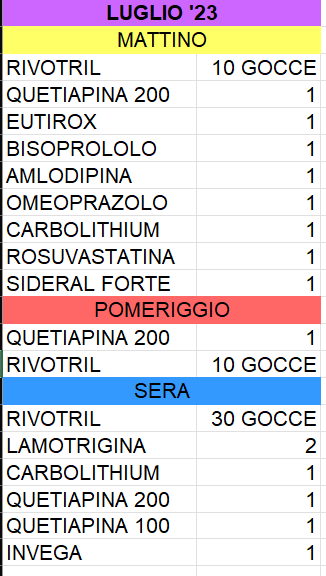 LUGLIO '23
MATTINO
RIVOTRIL 10 GOCCE
QUETIAPINA 200 1
EUTIROX 1
BISOPROLOLO 1
AMLODIPINA 1
OMEOPRAZOLO 1
CARBOLITHIUM 1
ROSUVASTATINA 1
SIDERAL FORTE 1
POMERIGGIO
QUETIAPINA 200 1
RIVOTRIL 10 GOCCE
SERA
RIVOTRIL 30 GOCCE
LAMOTRIGINA 2
CARBOLITHIUM 1
QUETIAPINA 200 1
QUETIAPINA 100 1
INVEGA 1